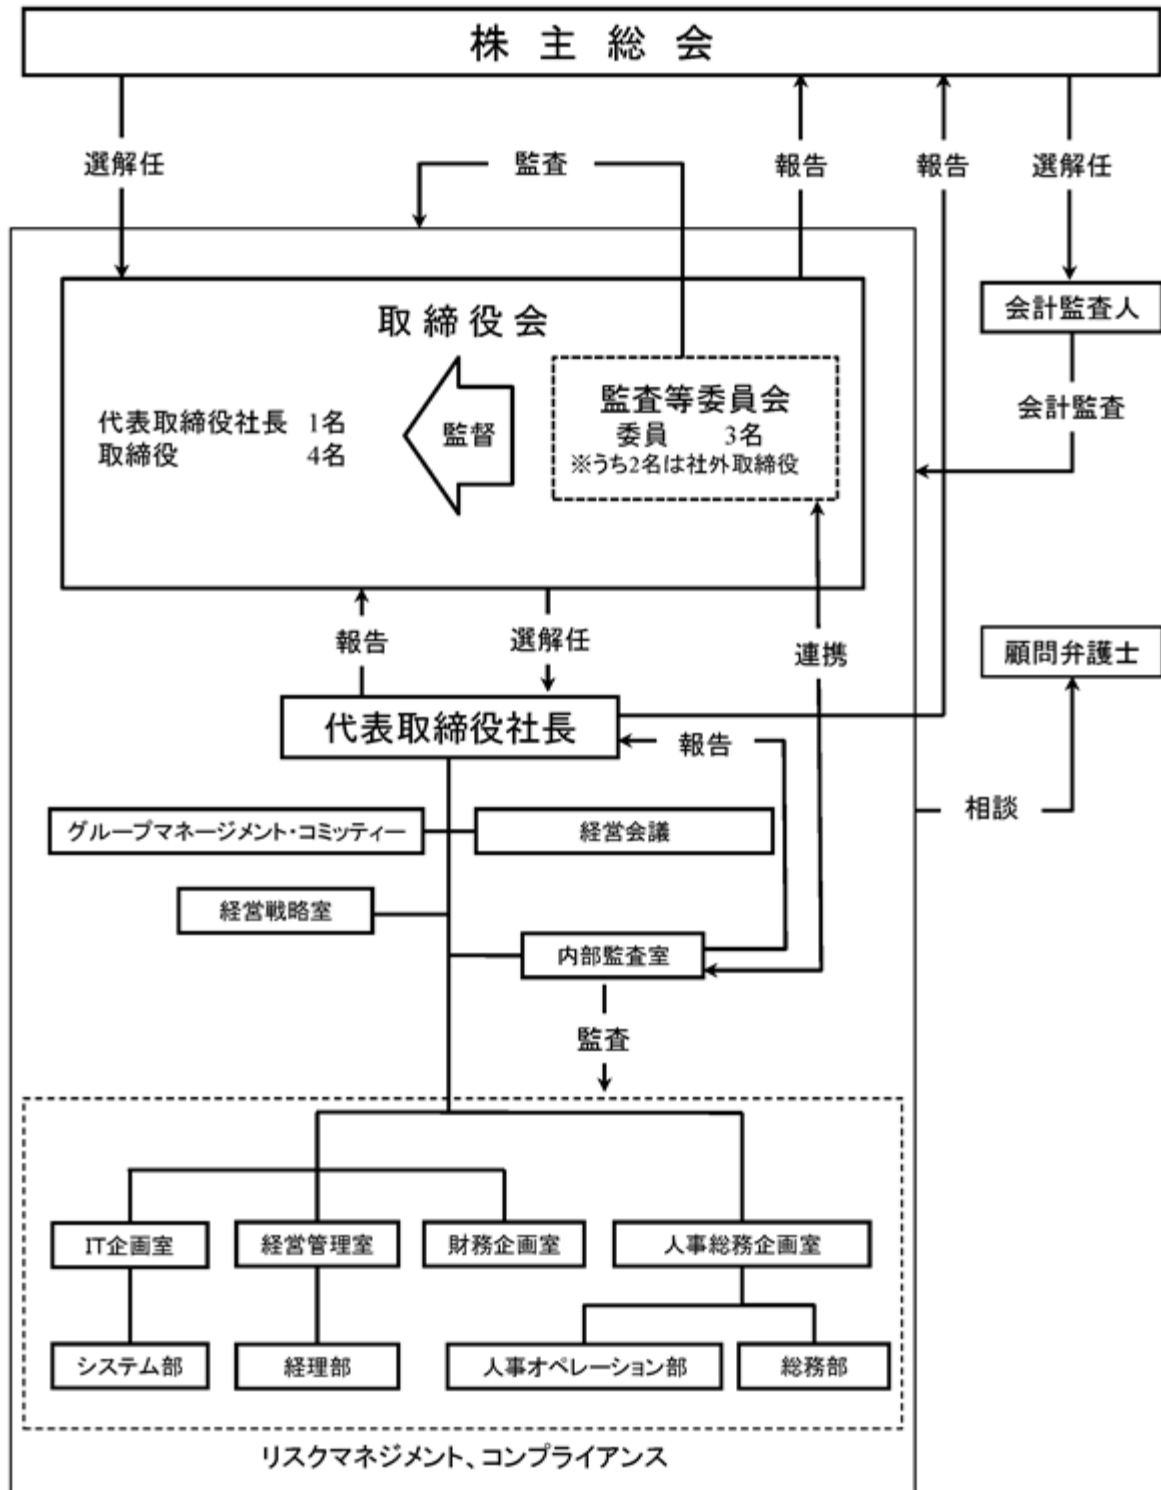 株主総会
選解任
監査
報告
報告
選解任
取締役会
会計監査人
監査等委員会
委員 3名
※うち2名は社外取締役
代表取締役社長 1名
取締役 4名
監督
会計監査
報告
選解任
連携
顧問弁護士
代表取締役社長
報告
相談
グループマネージメント・コミッティー
経営会議
経営戦略室
内部監査室
監査
IT企画室
経営管理室
財務企画室
人事総務企画室
システム部
経理部
人事オペレーション部
総務部
リスクマネジメント、コンプライアンス